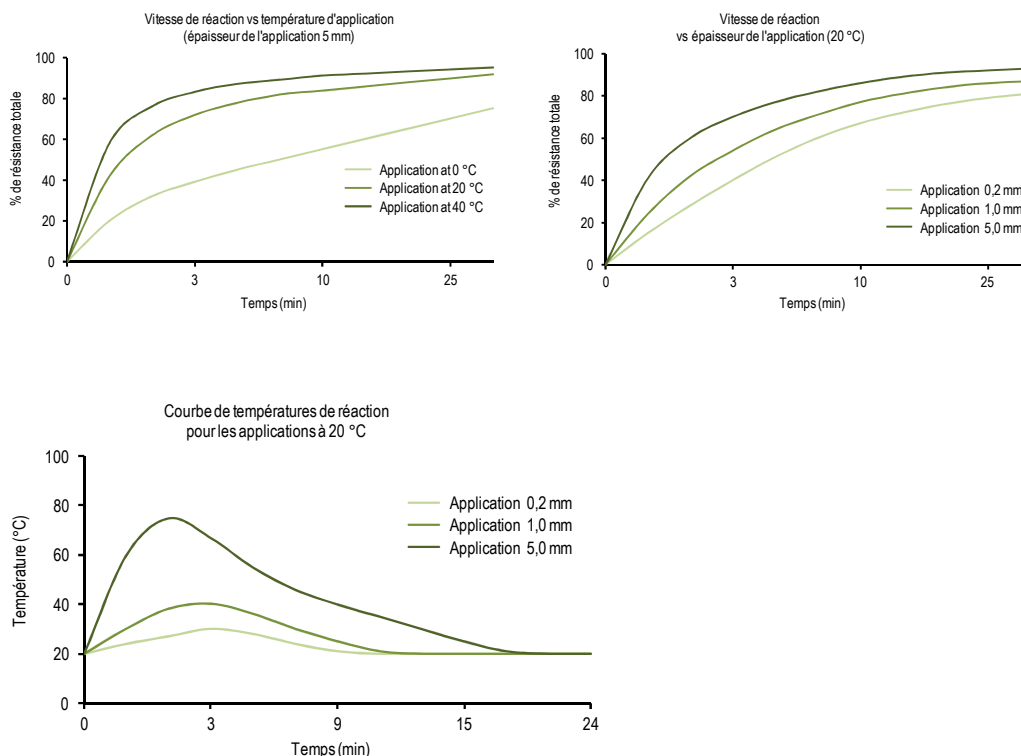 Vitesse de réaction vs température d'application
(épaisseur de l'application 5 mm)
% de résistance totale
100
80
60
40
20
0
0 3 10 25
Temps (min)
Application at 0 °C
Application at 20 °C
Application at 40 °C
Vitesse de réaction
vs épaisseur de l'application (20 °C)
% de résistance totale
100
80
60
40
20
0
0 3 10 25
Temps (min)
Application 0,2 mm
Application 1,0 mm
Application 5,0 mm
Courbe de températures de réaction
pour les applications à 20 °C
Température (°C)
100
80
60
40
20
0
0 3 9 15 24
Temps (min)
Application 0,2 mm
Application 1,0 mm
Application 5,0 mm